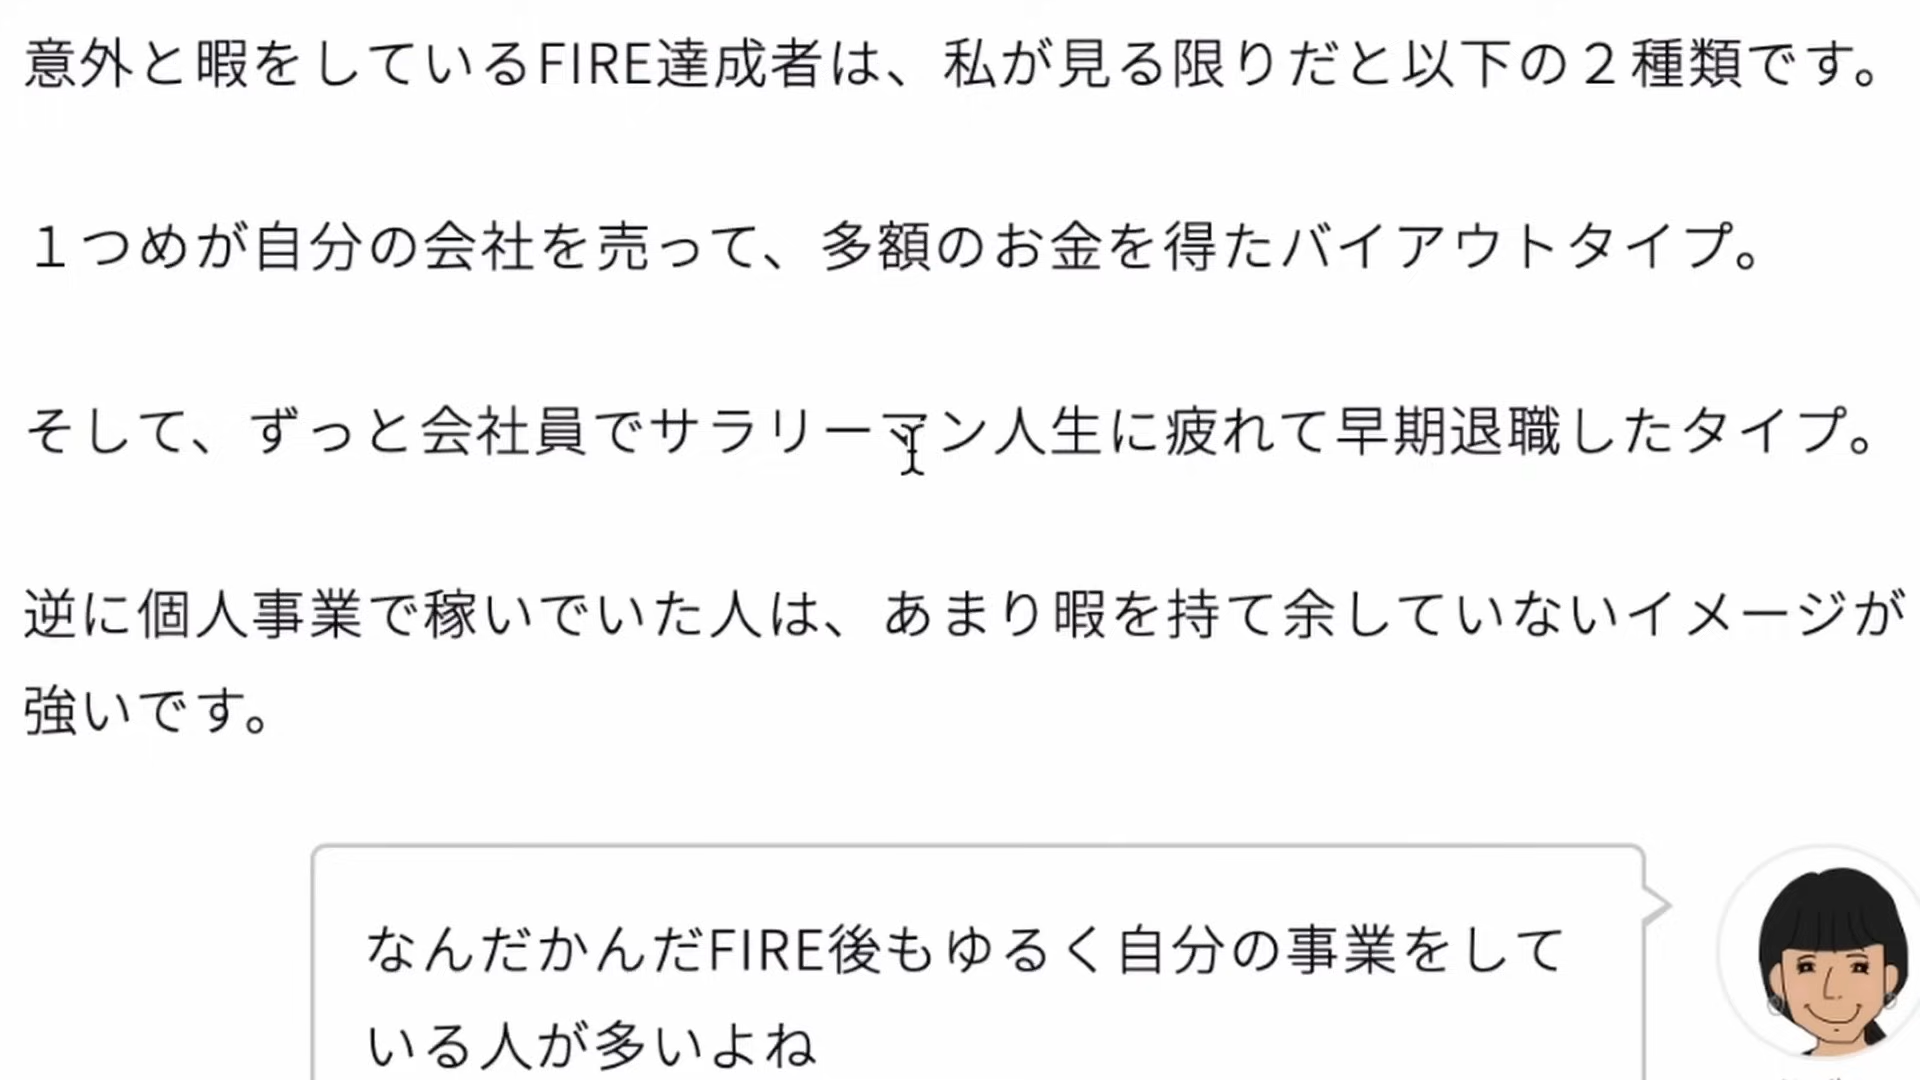 意外と暇をしているFIRE達成者は、私が見る限りだと以下の２種類です。
１つめが自分の会社を売って、多額のお金を得たバイアウトタイプ。
そして、ずっと会社員でサラリーマン人生に疲れて早期退職したタイプ。
逆に個人事業で稼いでいた人は、あまり暇を持て余していないイメージが
強いです。
なんだかんだFIRE後もゆるく自分の事業をして
いる人が多いよね